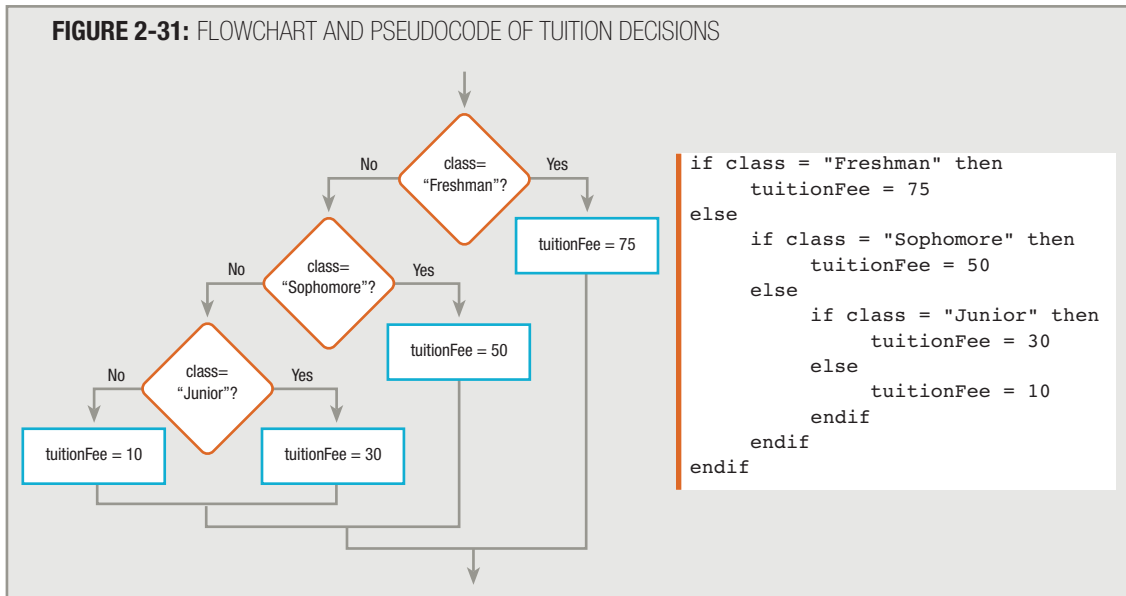 FIGURE 2-31: FLOWCHART AND PSEUDOCODE OF TUITION DECISIONS
No
class=
“Freshman”?
Yes
tuitionFee = 75
No
class=
“Sophomore”?
Yes
tuitionFee = 50
No
class=
“Junior”?
Yes
tuitionFee = 10
tuitionFee = 30
if class = "Freshman" then
     tuitionFee = 75
else
     if class = "Sophomore" then
          tuitionFee = 50
     else
          if class = "Junior" then
               tuitionFee = 30
          else
               tuitionFee = 10
          endif
     endif
endif